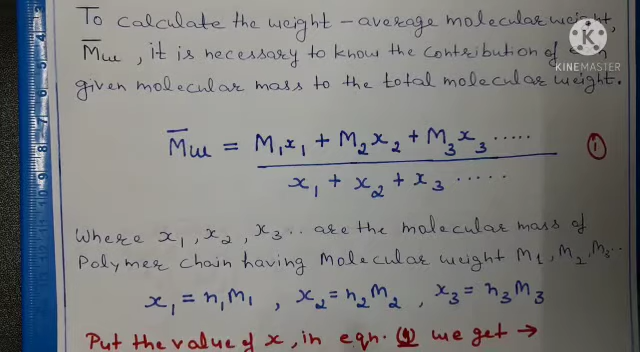 To calculate the weight - average molecular weight,
M̅w, it is necessary to know the contribution of
given molecular mass to the total molecular weight.
KINEMASTER
M̅w = M₁x₁ + M₂x₂ + M₃x₃ ..... ①
x₁ + x₂ + x₃ .....
Where x₁, x₂, x₃.. are the molecular mass of
Polymer chain having Molecular weight M₁, M₂, M₃..
x₁ = n₁M₁ , x₂ = n₂M₂ , x₃ = n₃M₃
Put the value of x, in eqn. (1) we get →